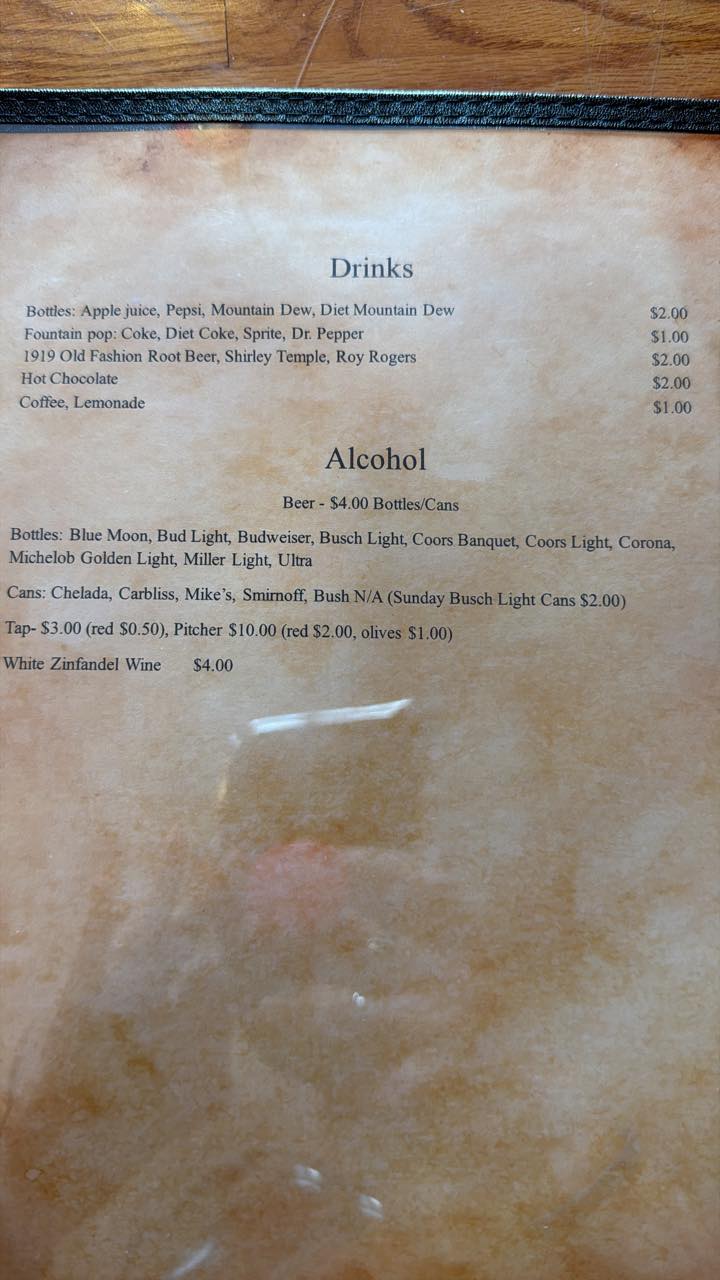 Drinks
Bottles: Apple juice, Pepsi, Mountain Dew, Diet Mountain Dew $2.00
Fountain pop: Coke, Diet Coke, Sprite, Dr. Pepper $1.00
1919 Old Fashion Root Beer, Shirley Temple, Roy Rogers $2.00
Hot Chocolate $2.00
Coffee, Lemonade $1.00
Alcohol
Beer - $4.00 Bottles/Cans
Bottles: Blue Moon, Bud Light, Budweiser, Busch Light, Coors Banquet, Coors Light, Corona,
Michelob Golden Light, Miller Light, Ultra
Cans: Chelada, Carbliss, Mike's, Smirnoff, Bush N/A (Sunday Busch Light Cans $2.00)
Tap- $3.00 (red $0.50), Pitcher $10.00 (red $2.00, olives $1.00)
White Zinfandel Wine $4.00